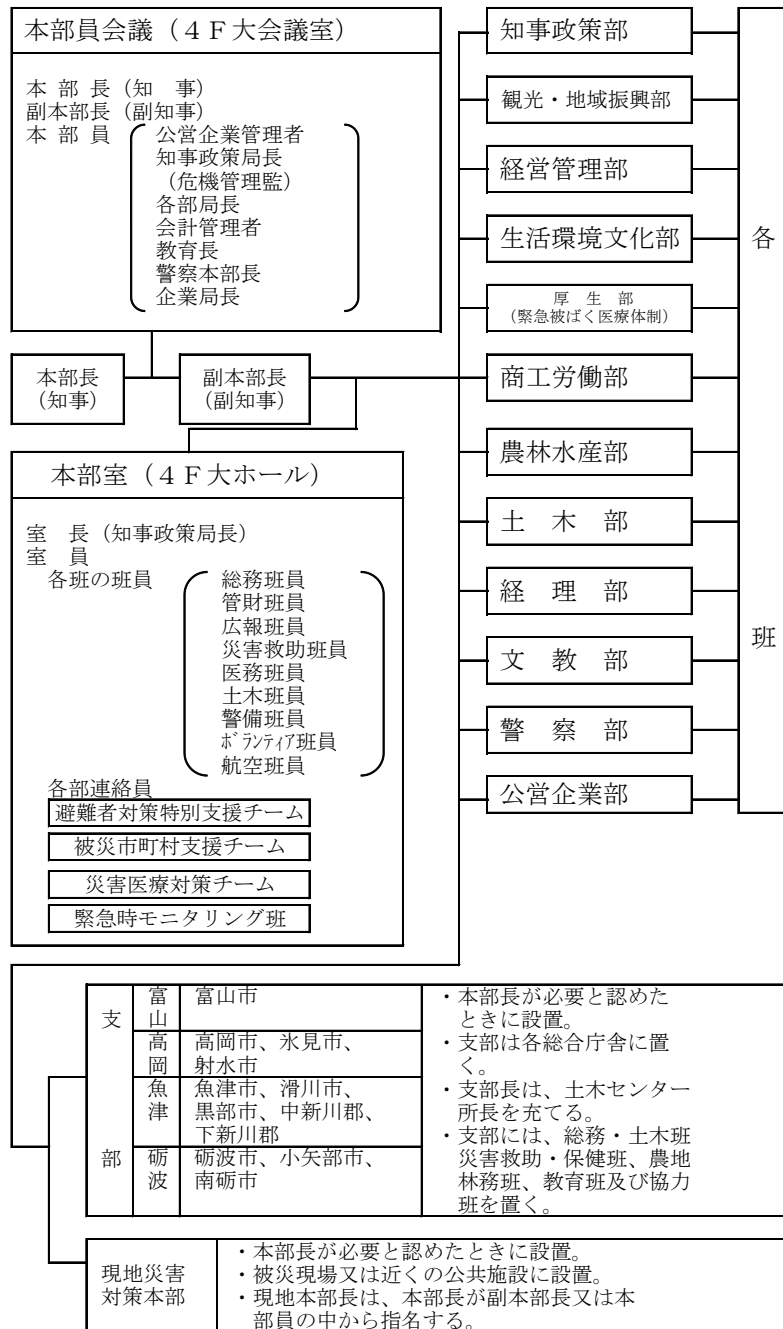 本部員会議（４Ｆ大会議室）
本 部 長（知　事）
副本部長（副知事）
本 部 員
公営企業管理者
知事政策局長
（危機管理監）
各部局長
会計管理者
教育長
警察本部長
企業局長
本部長
（知事）
副本部長
（副知事）
本部室（４Ｆ大ホール）
室　長（知事政策局長）
室　員
各班の班員
総務班員
管財班員
広報班員
災害救助班員
医務班員
土木班員
警備班員
ﾎﾞﾗﾝﾃｨｱ班員
航空班員
各部連絡員
避難者対策特別支援チーム
被災市町村支援チーム
災害医療対策チーム
緊急時モニタリング班
知事政策部
観光・地域振興部
経営管理部
生活環境文化部
厚　生　部
（緊急被ばく医療体制）
商工労働部
農林水産部
土　木　部
経　理　部
文　教　部
警　察　部
公営企業部
各
班
支
部
富
山
富山市
高
岡
高岡市、氷見市、
射水市
魚
津
魚津市、滑川市、
黒部市、中新川郡、
下新川郡
砺
波
砺波市、小矢部市、
南砺市
・本部長が必要と認めた
ときに設置。
・支部は各総合庁舎に置
く。
・支部長は、土木センター
所長を充てる。
・支部には、総務・土木班
災害救助・保健班、農地
林務班、教育班及び協力
班を置く。
現地災害
対策本部
・本部長が必要と認めたときに設置。
・被災現場又は近くの公共施設に設置。
・現地本部長は、本部長が副本部長又は本
部員の中から指名する。